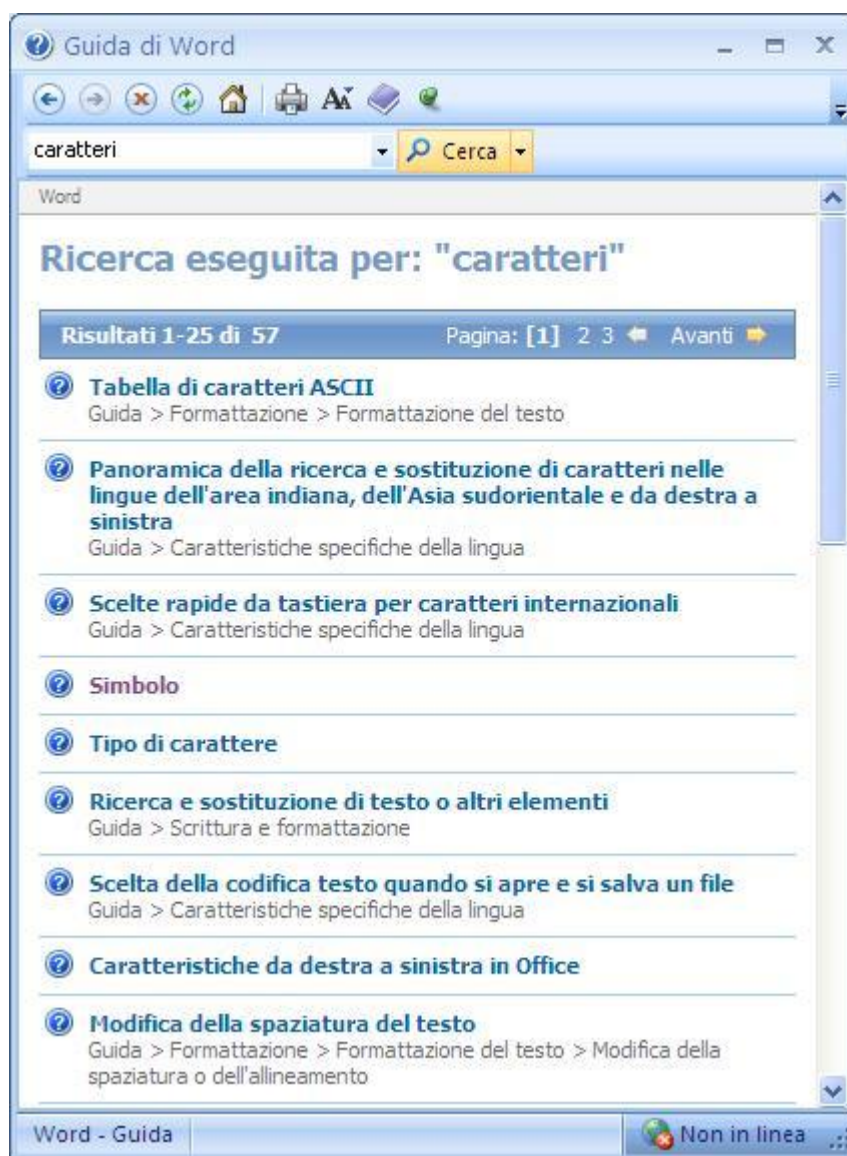 Guida di Word
caratteri
Cerca
Word
Ricerca eseguita per: "caratteri"
Risultati 1-25 di 57 Pagina: [1] 2 3 Avanti
Tabella di caratteri ASCII
Guida > Formattazione > Formattazione del testo
Panoramica della ricerca e sostituzione di caratteri nelle
lingue dell'area indiana, dell'Asia sudorientale e da destra a
sinistra
Guida > Caratteristiche specifiche della lingua
Scelte rapide da tastiera per caratteri internazionali
Guida > Caratteristiche specifiche della lingua
Simbolo
Tipo di carattere
Ricerca e sostituzione di testo o altri elementi
Guida > Scrittura e formattazione
Scelta della codifica testo quando si apre e si salva un file
Guida > Caratteristiche specifiche della lingua
Caratteristiche da destra a sinistra in Office
Modifica della spaziatura del testo
Guida > Formattazione > Formattazione del testo > Modifica della
spaziatura o dell'allineamento
Word - Guida Non in linea